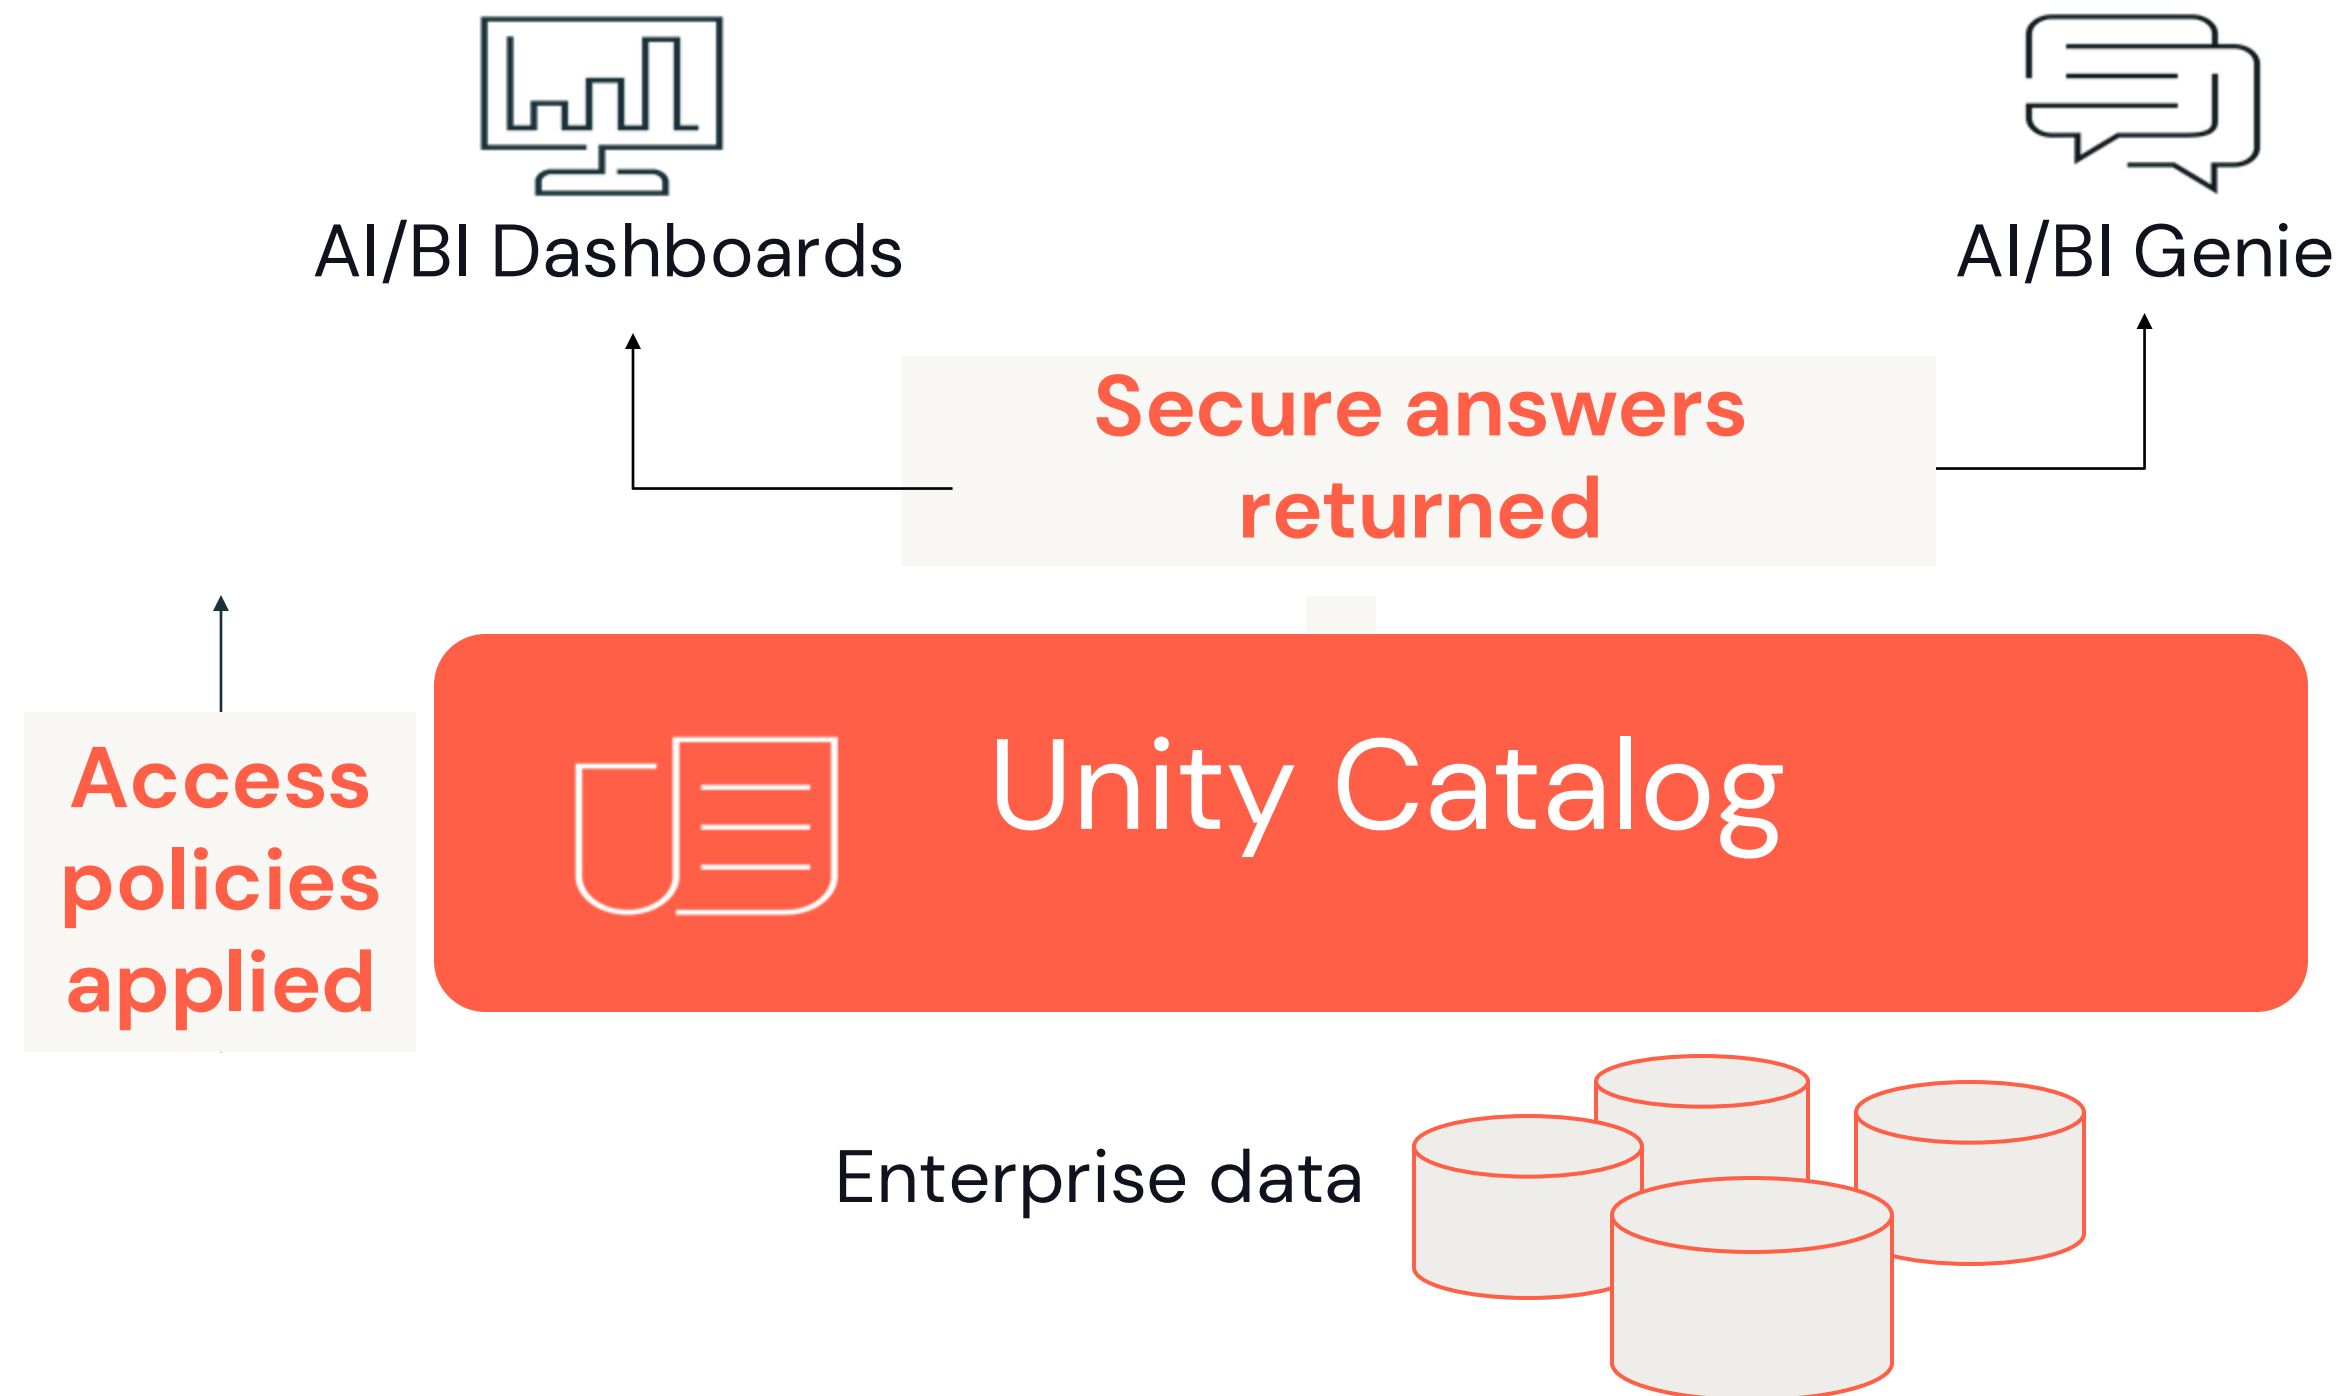 AI/BI Dashboards
AI/BI Genie
Secure answers
returned
Access
policies
applied
Unity Catalog
Enterprise data